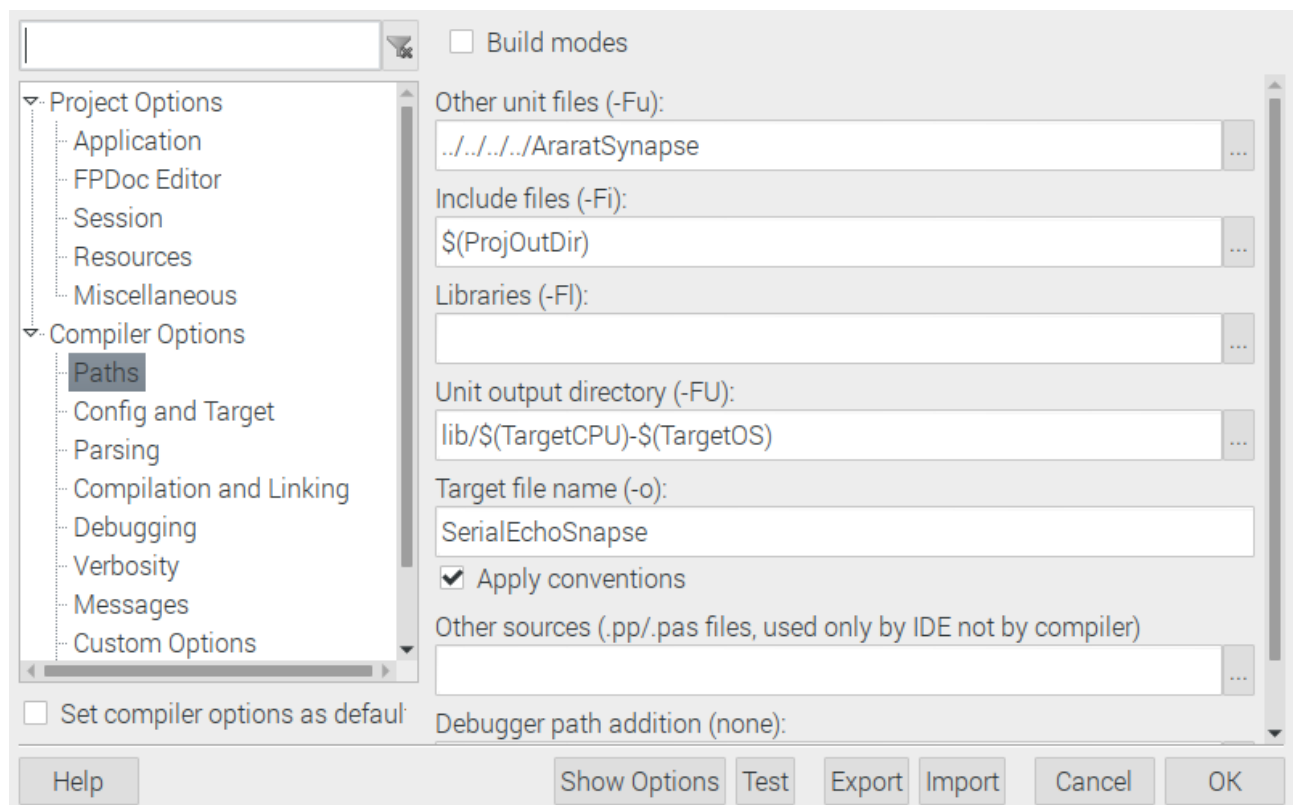 Build modes
Project Options
Application
FPDoc Editor
Session
Resources
Miscellaneous
Compiler Options
Paths
Config and Target
Parsing
Compilation and Linking
Debugging
Verbosity
Messages
Custom Options
Set compiler options as defaul
Other unit files (-Fu):
../../../../AraratSynapse
...
Include files (-Fi):
$(ProjOutDir)
...
Libraries (-Fl):
...
Unit output directory (-FU):
lib/$(TargetCPU)-$(TargetOS)
...
Target file name (-o):
SerialEchoSnapse
Apply conventions
Other sources (.pp/.pas files, used only by IDE not by compiler)
...
Debugger path addition (none):
Help Show Options Test Export Import Cancel OK